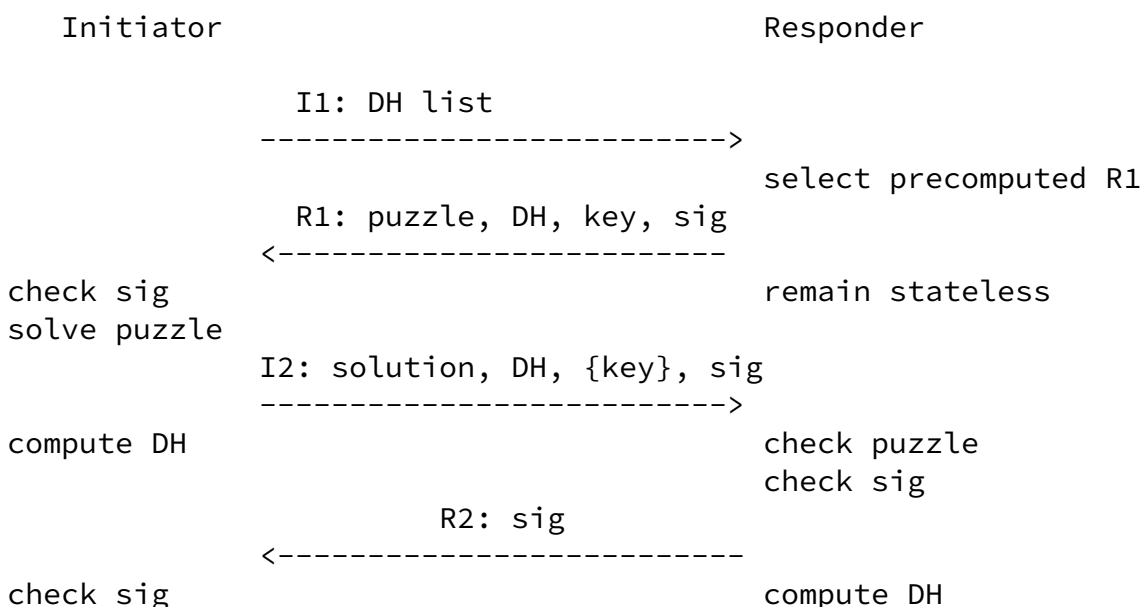 Initiator Responder
I1: DH list
-------------------------->
select precomputed R1
R1: puzzle, DH, key, sig
<-------------------------
check sig remain stateless
solve puzzle
I2: solution, DH, {key}, sig
-------------------------->
compute DH check puzzle
check sig
R2: sig
<--------------------------
check sig compute DH